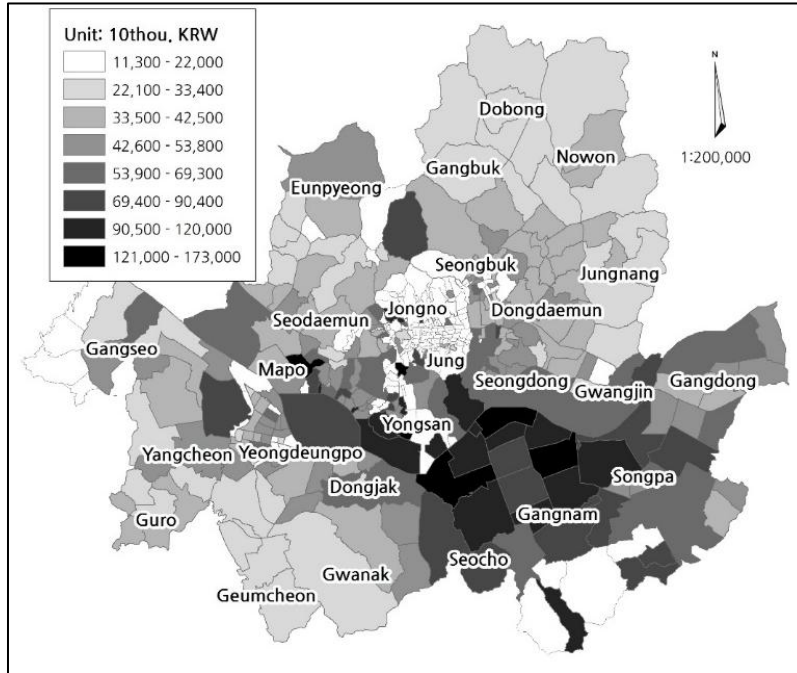 Unit: 10thou, KRW
11,300 - 22,000
22,100 - 33,400
33,500 - 42,500
42,600 - 53,800
53,900 - 69,300
69,400 - 90,400
90,500 - 120,000
121,000 - 173,000
N
1:200,000
Dobong
Nowon
Gangbuk
Eunpyeong
Seongbuk
Jungnang
Jongno
Dongdaemun
Seodaemun
Gangseo
Jung
Mapo
Seongdong
Gwangjin
Gangdong
Yongsan
Yangcheon
Yeongdeungpo
Songpa
Dongjak
Guro
Gangnam
Seocho
Gwanak
Geumcheon